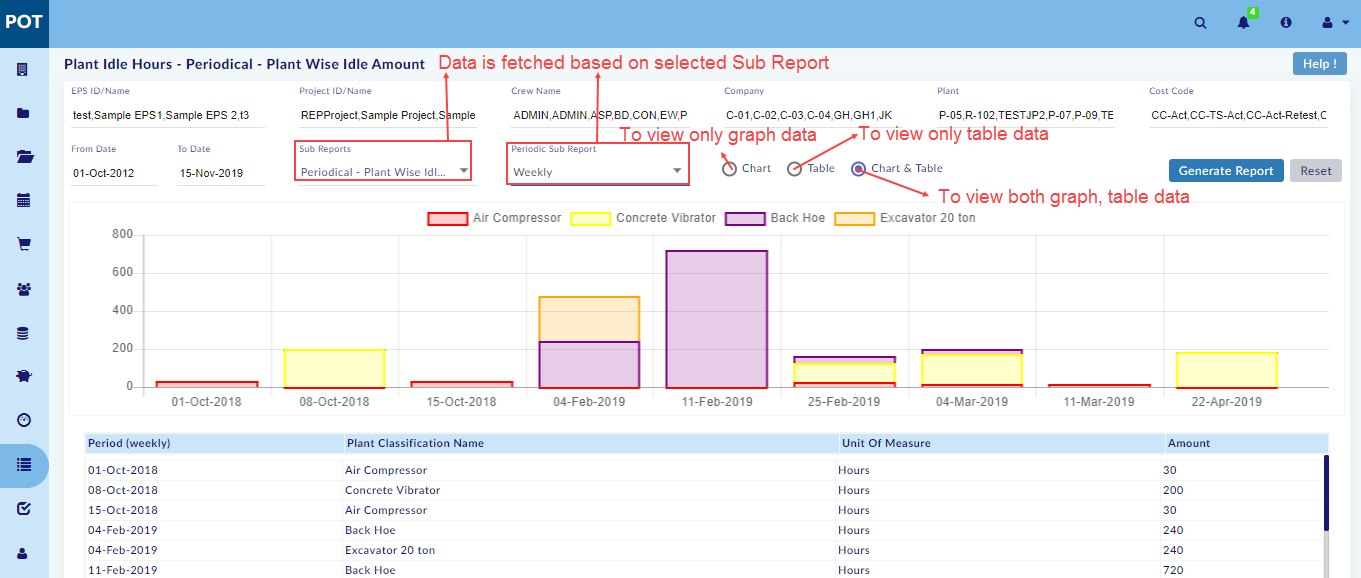 POT
4
Plant Idle Hours - Periodical - Plant Wise Idle Amount
Data is fetched based on selected Sub Report
Help !
EPS ID/Name
Project ID/Name
Crew Name
Company
Plant
Cost Code
test,Sample EPS1,Sample EPS 2,t3
REPProject,Sample Project,Sample
ADMIN,ADMIN,ASP,BD,CON,EW,P
C-01,C-02,C-03,C-04,GH,GH1,JK
P-05,R-102,TESTJP2,P-07,P-09,TE
CC-Act,CC-TS-Act,CC-Act-Retest,C
To view only graph data
To view only table data
From Date
To Date
Sub Reports
Periodic Sub Report
01-Oct-2012
15-Nov-2019
Periodical - Plant Wise Idl...
Weekly
Chart
Table
Chart & Table
Generate Report
Reset
To view both graph, table data
Air Compressor
Concrete Vibrator
Back Hoe
Excavator 20 ton
800
600
400
200
0
01-Oct-2018
08-Oct-2018
15-Oct-2018
04-Feb-2019
11-Feb-2019
25-Feb-2019
04-Mar-2019
11-Mar-2019
22-Apr-2019
Period (weekly) Plant Classification Name Unit Of Measure Amount
01-Oct-2018 Air Compressor Hours 30
08-Oct-2018 Concrete Vibrator Hours 200
15-Oct-2018 Air Compressor Hours 30
04-Feb-2019 Back Hoe Hours 240
04-Feb-2019 Excavator 20 ton Hours 240
11-Feb-2019 Back Hoe Hours 720